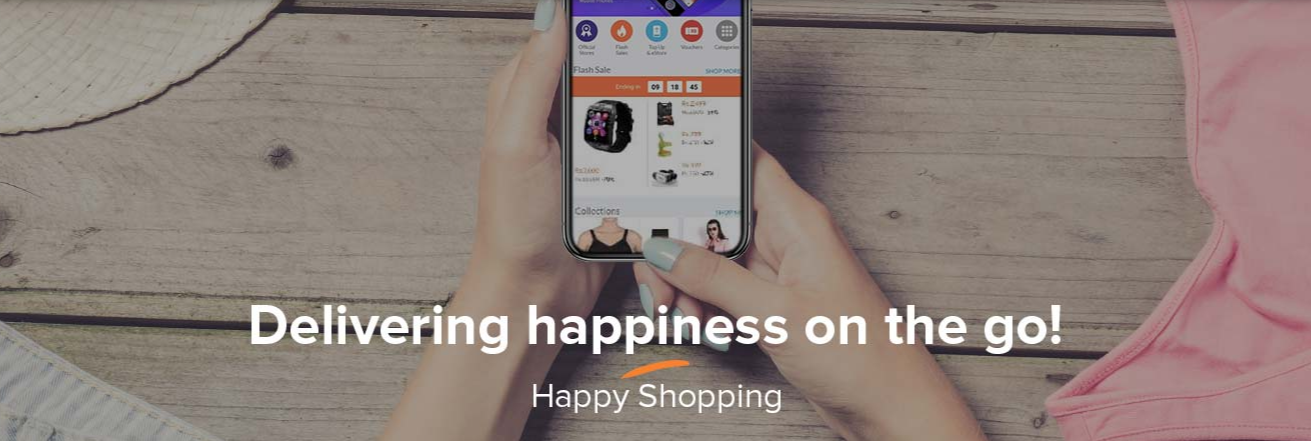 Official
Stores
Flash
Sales
Top Up
& eStore
Vouchers
Categories
Flash Sale
SHOP MORE
Ending in
09
18
45
Collections
Delivering happiness on the go!
Happy Shopping